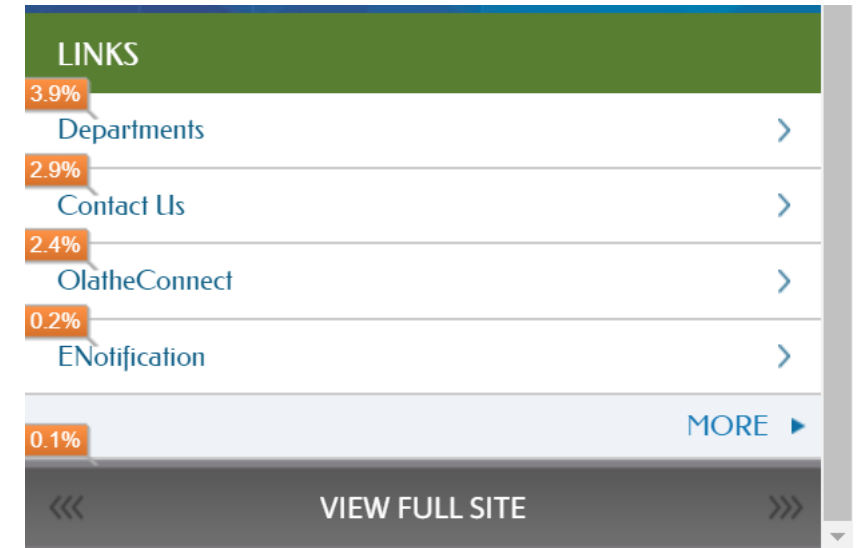 LINKS
3.9%
Departments
2.9%
Contact Us
2.4%
OlatheConnect
0.2%
ENotification
MORE
0.1%
VIEW FULL SITE